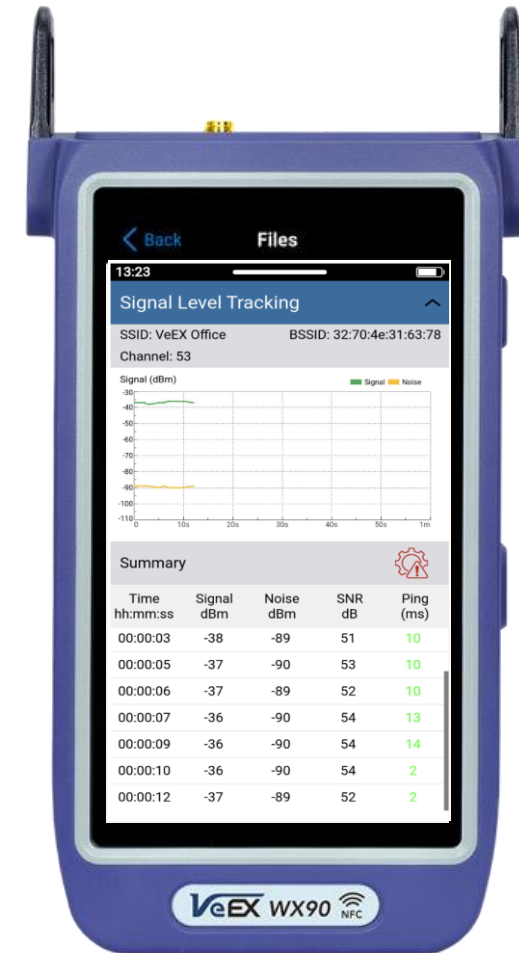 Back Files
13:23
Signal Level Tracking
SSID: VeEX Office BSSID: 32:70:4e:31:63:78
Channel: 53
Signal (dBm) Signal Noise
-30
-40
-50
-60
-70
-80
-90
-100
-110
0 10s 20s 30s 40s 50s 1m
Summary
Time Signal Noise SNR Ping
hh:mm:ss dBm dBm dB (ms)
00:00:03 -38 -89 51 10
00:00:05 -37 -90 53 10
00:00:06 -37 -89 52 10
00:00:07 -36 -90 54 13
00:00:09 -36 -90 54 14
00:00:10 -36 -90 54 2
00:00:12 -37 -89 52 2
VeEX WX90 NFC